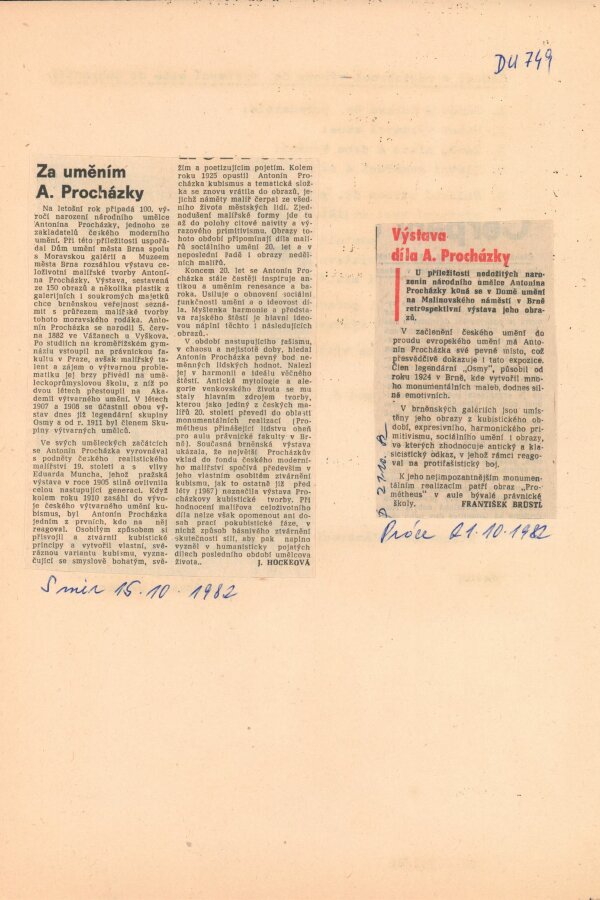 DU 749
Za uměním
A. Procházky
Na letošní rok připadá 100. vý-
ročí narození národního umělce
Antonína Procházky, jednoho ze
zakladatelů českého moderního
umění. Při této příležitosti uspořá-
dal Dům umění města Brna spolu
s Moravskou galerií a Muzeem
města Brna rozsáhlou výstavu ce-
loživotní malířské tvorby Antoní-
na Procházky. Výstava, sestavená
ze 150 obrazů a několika plastik z
galerijních i soukromých majetků
chce brněnskou veřejnost sezná-
mit s průřezem malířské tvorby
tohoto moravského rodáka. Anto-
nín Procházka se narodil 5. červ-
na 1882 ve Vážanech u Vyškova.
Po studiích na kroměřížském gym-
náziu vstoupil na právnickou fa-
kultu v Praze, avšak malířský ta-
lent a zájem o výtvarnou proble-
matiku jej brzy přivedl na umě-
leckoprůmyslovou školu, z níž po
dvou létech přestoupil na Aka-
demii výtvarného umění. V létech
1907 a 1908 se účastnil obou vý-
stav dnes již legendární skupiny
Osmy a od r. 1911 byl členem Sku-
piny výtvarných umělců.
Ve svých uměleckých začátcích
se Antonín Procházka vyrovnával
s podněty českého realistického
malířství 19. století a s vlivy
Eduarda Muncha, jehož pražská
výstava v roce 1905 silně ovlivnila
celou nastupující generaci. Když
kolem roku 1910 zasáhl do vývo-
je českého výtvarného umění ku-
bismus, byl Antonín Procházka
jedním z prvních, kdo na něj
reagoval. Osobitým způsobem si
přisvojil a ztvárnil kubistické
principy a vytvořil vlastní, své-
ráznou variantu kubismu, vyzna-
čující se smyslově bohatým, svě-
žím a poetizujícím pojetím. Kolem
roku 1925 opustil Antonín Pro-
cházka kubismus a tematická slož-
ka se znovu vrátila do obrazů, je-
jichž náměty malíř čerpal ze všed-
ního života městských lidí. Zjed-
nodušení malířské formy jde tu
až do polohy citové naivity a vý-
razového primitivismu. Obrazy to-
hoto období připomínají díla malí-
řů sociálního umění 20. let a v
neposlední řadě i obrazy neděl-
ních malířů.
Koncem 20. let se Antonín Pro-
cházka stále častěji inspiruje an-
tikou a uměním renesance a ba-
roka. Usiluje o obnovení sociální
funkčnosti umění a o ideovost dí-
la. Myšlenka harmonie a předsta-
va rajského štěstí je hlavní ideo-
vou náplní těchto i následujících
obrazů.
V období nastupujícího fašismu,
v chaosu a nejistotě doby, hledal
Antonín Procházka pevný bod ne-
měnných lidských hodnot. Nalezl
jej v harmonii a ideálu věčného
štěstí. Antická mytologie a ale-
gorie venkovského života se mu
staly hlavním zdrojem tvorby,
kterou jako jediný z českých ma-
lířů 20. století převedl do oblasti
monumentálních realizací (Pro-
métheus přinášející lidstvu oheň
pro aulu právnické fakulty v Br-
ně). Současná brněnská výstava
ukázala, že největší Procházkův
vklad do fondu českého moderní-
ho malířství spočívá především v
jeho vlastním osobitém ztvárnění
kubismu, jak to ostatně již před
léty (1967) naznačila výstava Pro-
cházkovy kubistické tvorby. Při
hodnocení malířova celoživotního
díla nelze však opomenout ani do-
sah prací pokubistické fáze, v
nichž způsob básnivého ztvárnění
skutečnosti sílí, aby pak naplno
vyzněl v humanisticky pojatých
dílech posledního období umělcova
života.
J. HOCKEOVÁ
Směr 15. 10. 1982
Výstava
díla A. Procházky
U příležitosti nedožitých naro-
zenin národního umělce Antonína
Procházky koná se v Domě umění
na Malinovského náměstí v Brně
retrospektivní výstava jeho obra-
zů.
V začlenění českého umění do
proudu evropského umění má An-
tonín Procházka své pevné místo, což
přesvědčivě dokazuje i tato expozice.
Člen legendární „Osmy“, působil od
roku 1924 v Brně, kde vytvořil mno-
ho monumentálních maleb, dodnes sil-
ně emotivních.
V brněnských galériích jsou umís-
těny jeho obrazy z kubistického ob-
dobí, expresivního, harmonického pri-
mitivismu, sociálního umění i obrazy,
ve kterých zhodnocuje antický a kla-
sicistický odkaz, v jehož rámci reago-
val na protifašistický boj.
K jeho nejimpozantnějším monumen-
tálním realizacím patří obraz „Pro-
métheus“ v aule bývalé právnické
školy.
FRANTIŠEK BRÜSTL
Práce 21. 10. 1982